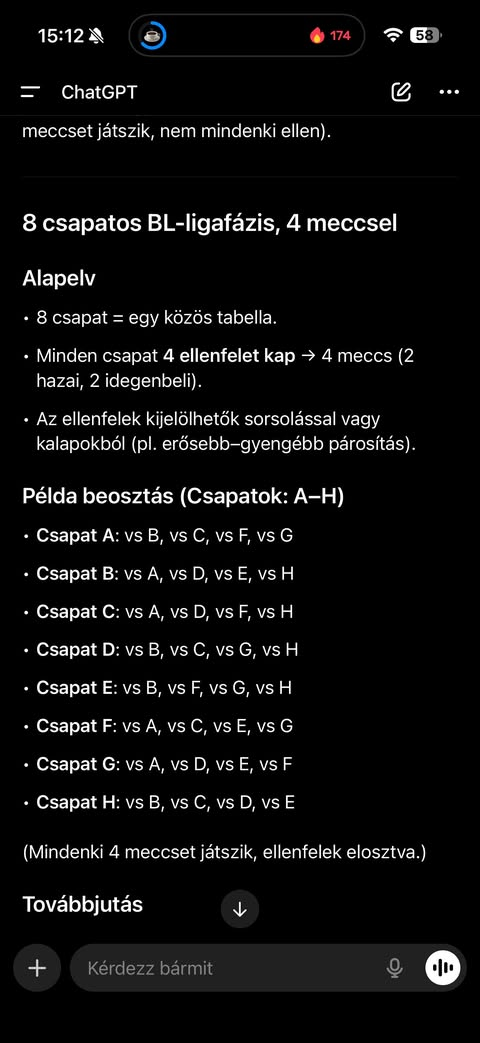 15:12
174
58
ChatGPT
meccset játszik, nem mindenki ellen).
8 csapatos BL-ligafázis, 4 meccsel
Alapelv
• 8 csapat = egy közös tabella.
• Minden csapat 4 ellenfelet kap → 4 meccs (2
hazai, 2 idegenbeli).
• Az ellenfelek kijelölhetők sorsolással vagy
kalapokból (pl. erősebb–gyengébb párosítás).
Példa beosztás (Csapatok: A–H)
• Csapat A: vs B, vs C, vs F, vs G
• Csapat B: vs A, vs D, vs E, vs H
• Csapat C: vs A, vs D, vs F, vs H
• Csapat D: vs B, vs C, vs G, vs H
• Csapat E: vs B, vs F, vs G, vs H
• Csapat F: vs A, vs C, vs E, vs G
• Csapat G: vs A, vs D, vs E, vs F
• Csapat H: vs B, vs C, vs D, vs E
(Mindenki 4 meccset játszik, ellenfelek elosztva.)
Továbbjutás
Kérdezz bármit